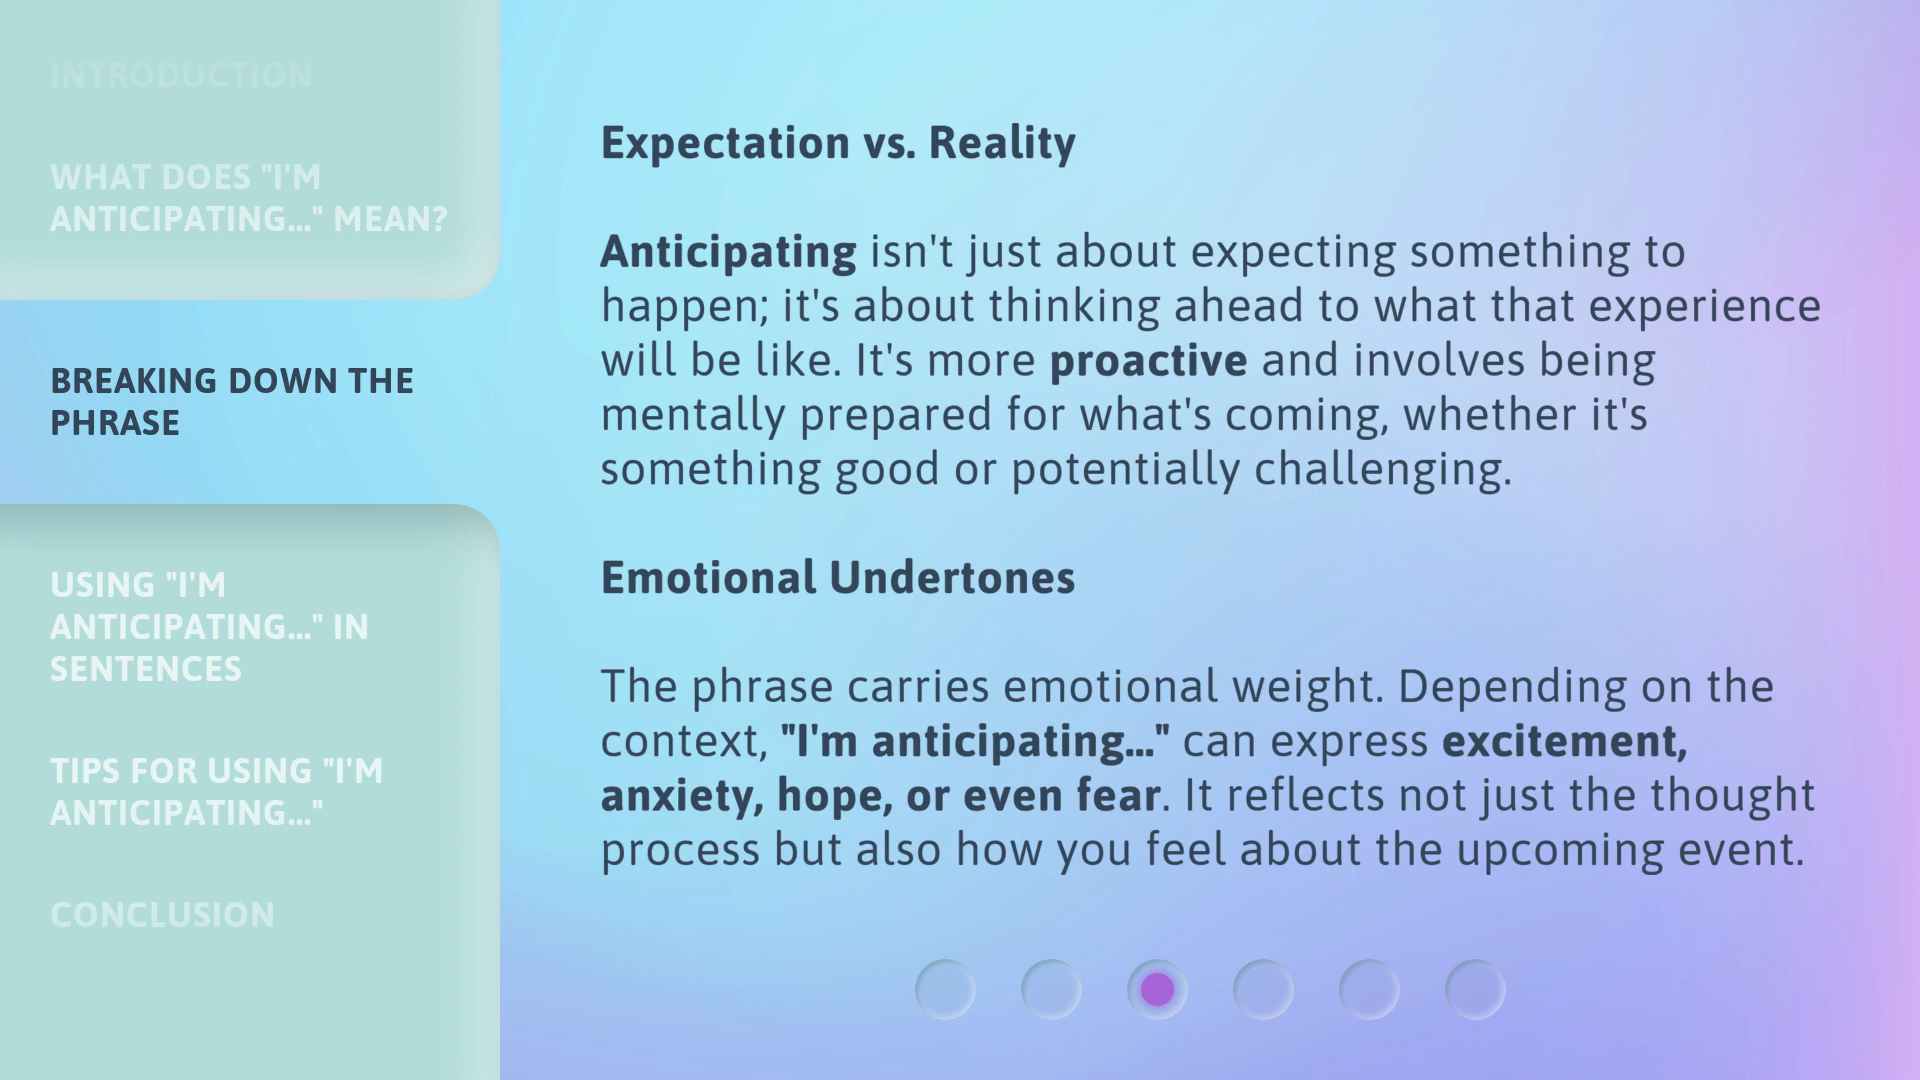 INTRODUCTION
WHAT DOES "I'M
ANTICIPATING..." MEAN?
BREAKING DOWN THE
PHRASE
USING "I'M
ANTICIPATING..." IN
SENTENCES
TIPS FOR USING "I'M
ANTICIPATING..."
CONCLUSION
Expectation vs. Reality
Anticipating isn't just about expecting something to
happen; it's about thinking ahead to what that experience
will be like. It's more proactive and involves being
mentally prepared for what's coming, whether it's
something good or potentially challenging.
Emotional Undertones
The phrase carries emotional weight. Depending on the
context, "I'm anticipating..." can express excitement,
anxiety, hope, or even fear. It reflects not just the thought
process but also how you feel about the upcoming event.